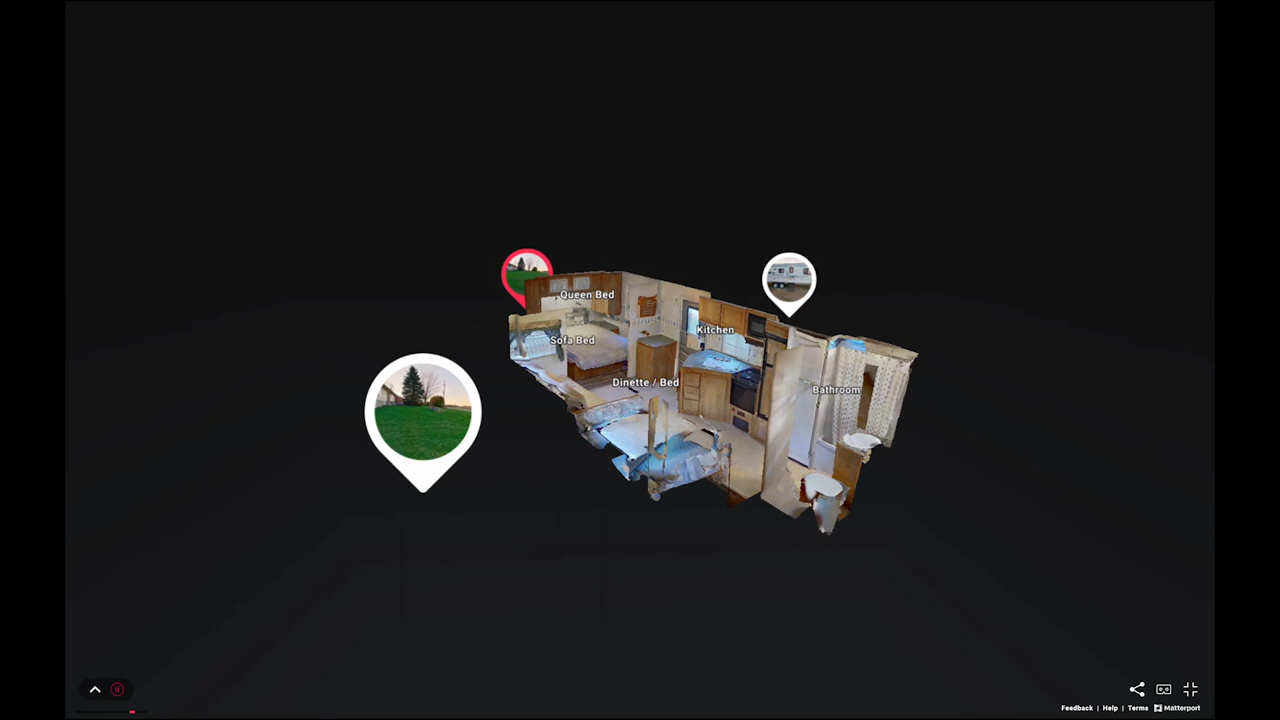 Queen Bed
Kitchen
Sofa Bed
Dinette / Bed
Bathroom
Feedback | Help | Terms Matterport